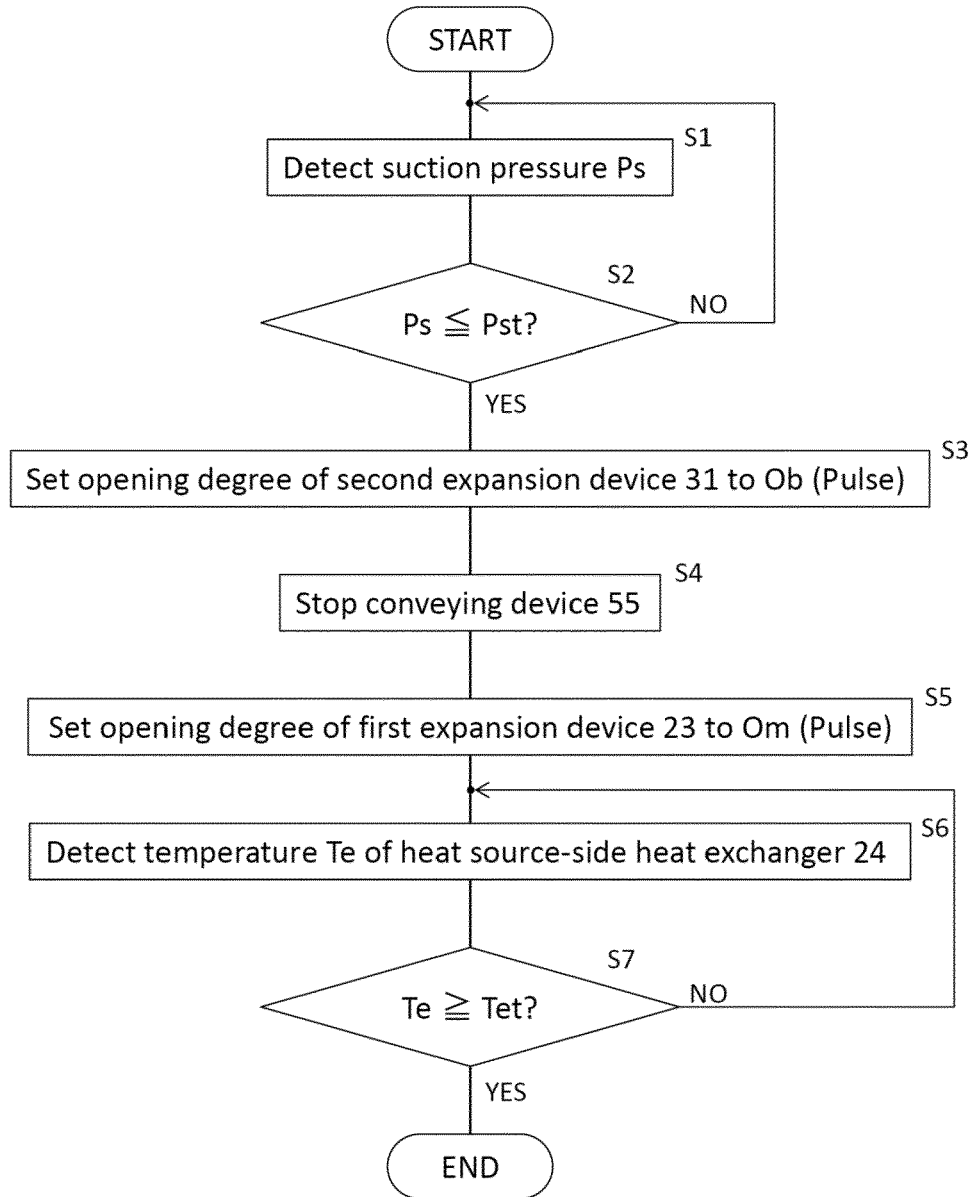 START
S1
Detect suction pressure Ps
S2
Ps ≦ Pst?
NO
YES
S3
Set opening degree of second expansion device 31 to Ob (Pulse)
S4
Stop conveying device 55
S5
Set opening degree of first expansion device 23 to Om (Pulse)
S6
Detect temperature Te of heat source-side heat exchanger 24
S7
Te ≧ Tet?
NO
YES
END